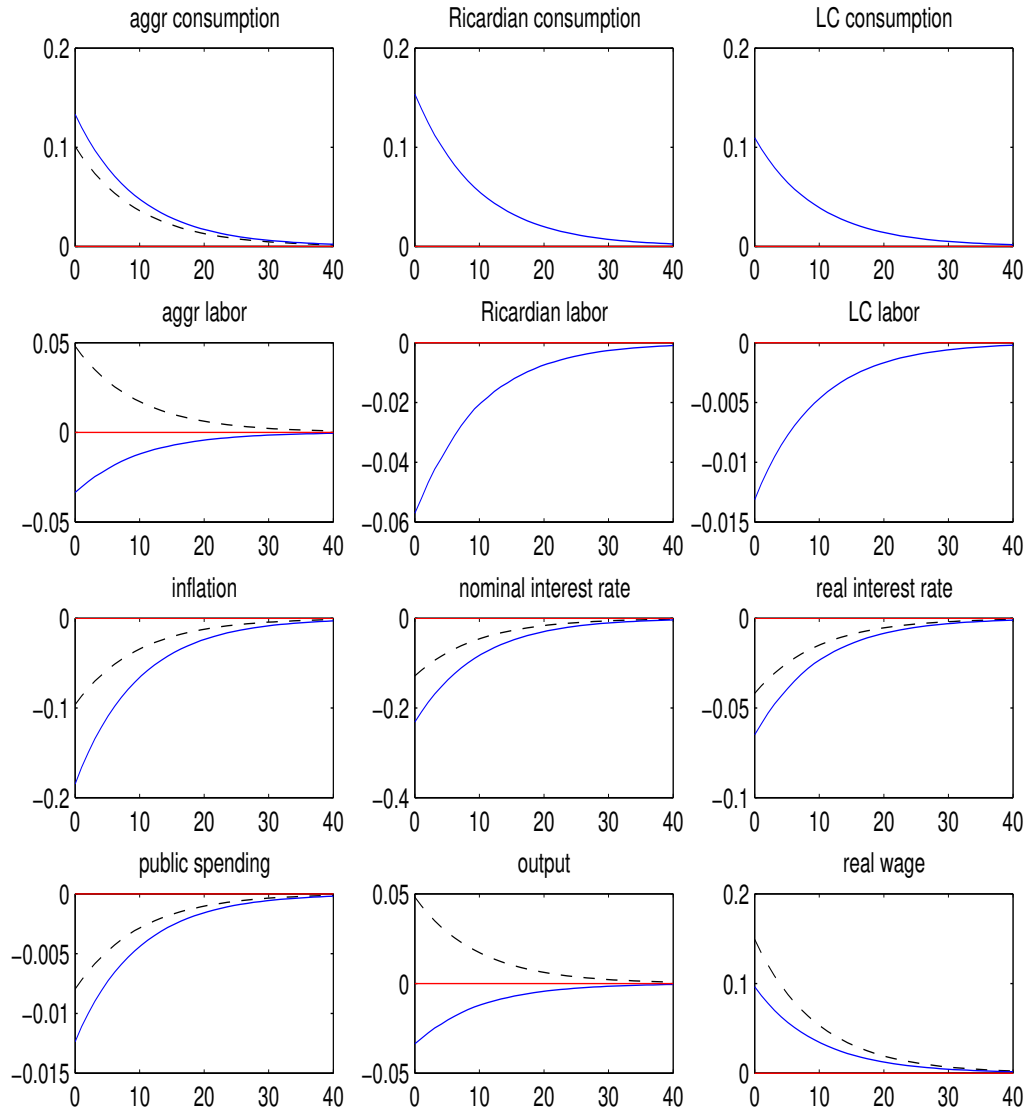 aggr consumption
0.2
0.1
0
0 10 20 30 40
Ricardian consumption
0.2
0.1
0
0 10 20 30 40
LC consumption
0.2
0.1
0
0 10 20 30 40
aggr labor
0.05
0
−0.05
0 10 20 30 40
Ricardian labor
0
−0.02
−0.04
−0.06
0 10 20 30 40
LC labor
0
−0.005
−0.01
−0.015
0 10 20 30 40
inflation
0
−0.1
−0.2
0 10 20 30 40
nominal interest rate
0
−0.2
−0.4
0 10 20 30 40
real interest rate
0
−0.05
−0.1
0 10 20 30 40
public spending
0
−0.005
−0.01
−0.015
0 10 20 30 40
output
0.05
0
−0.05
0 10 20 30 40
real wage
0.2
0.1
0
0 10 20 30 40